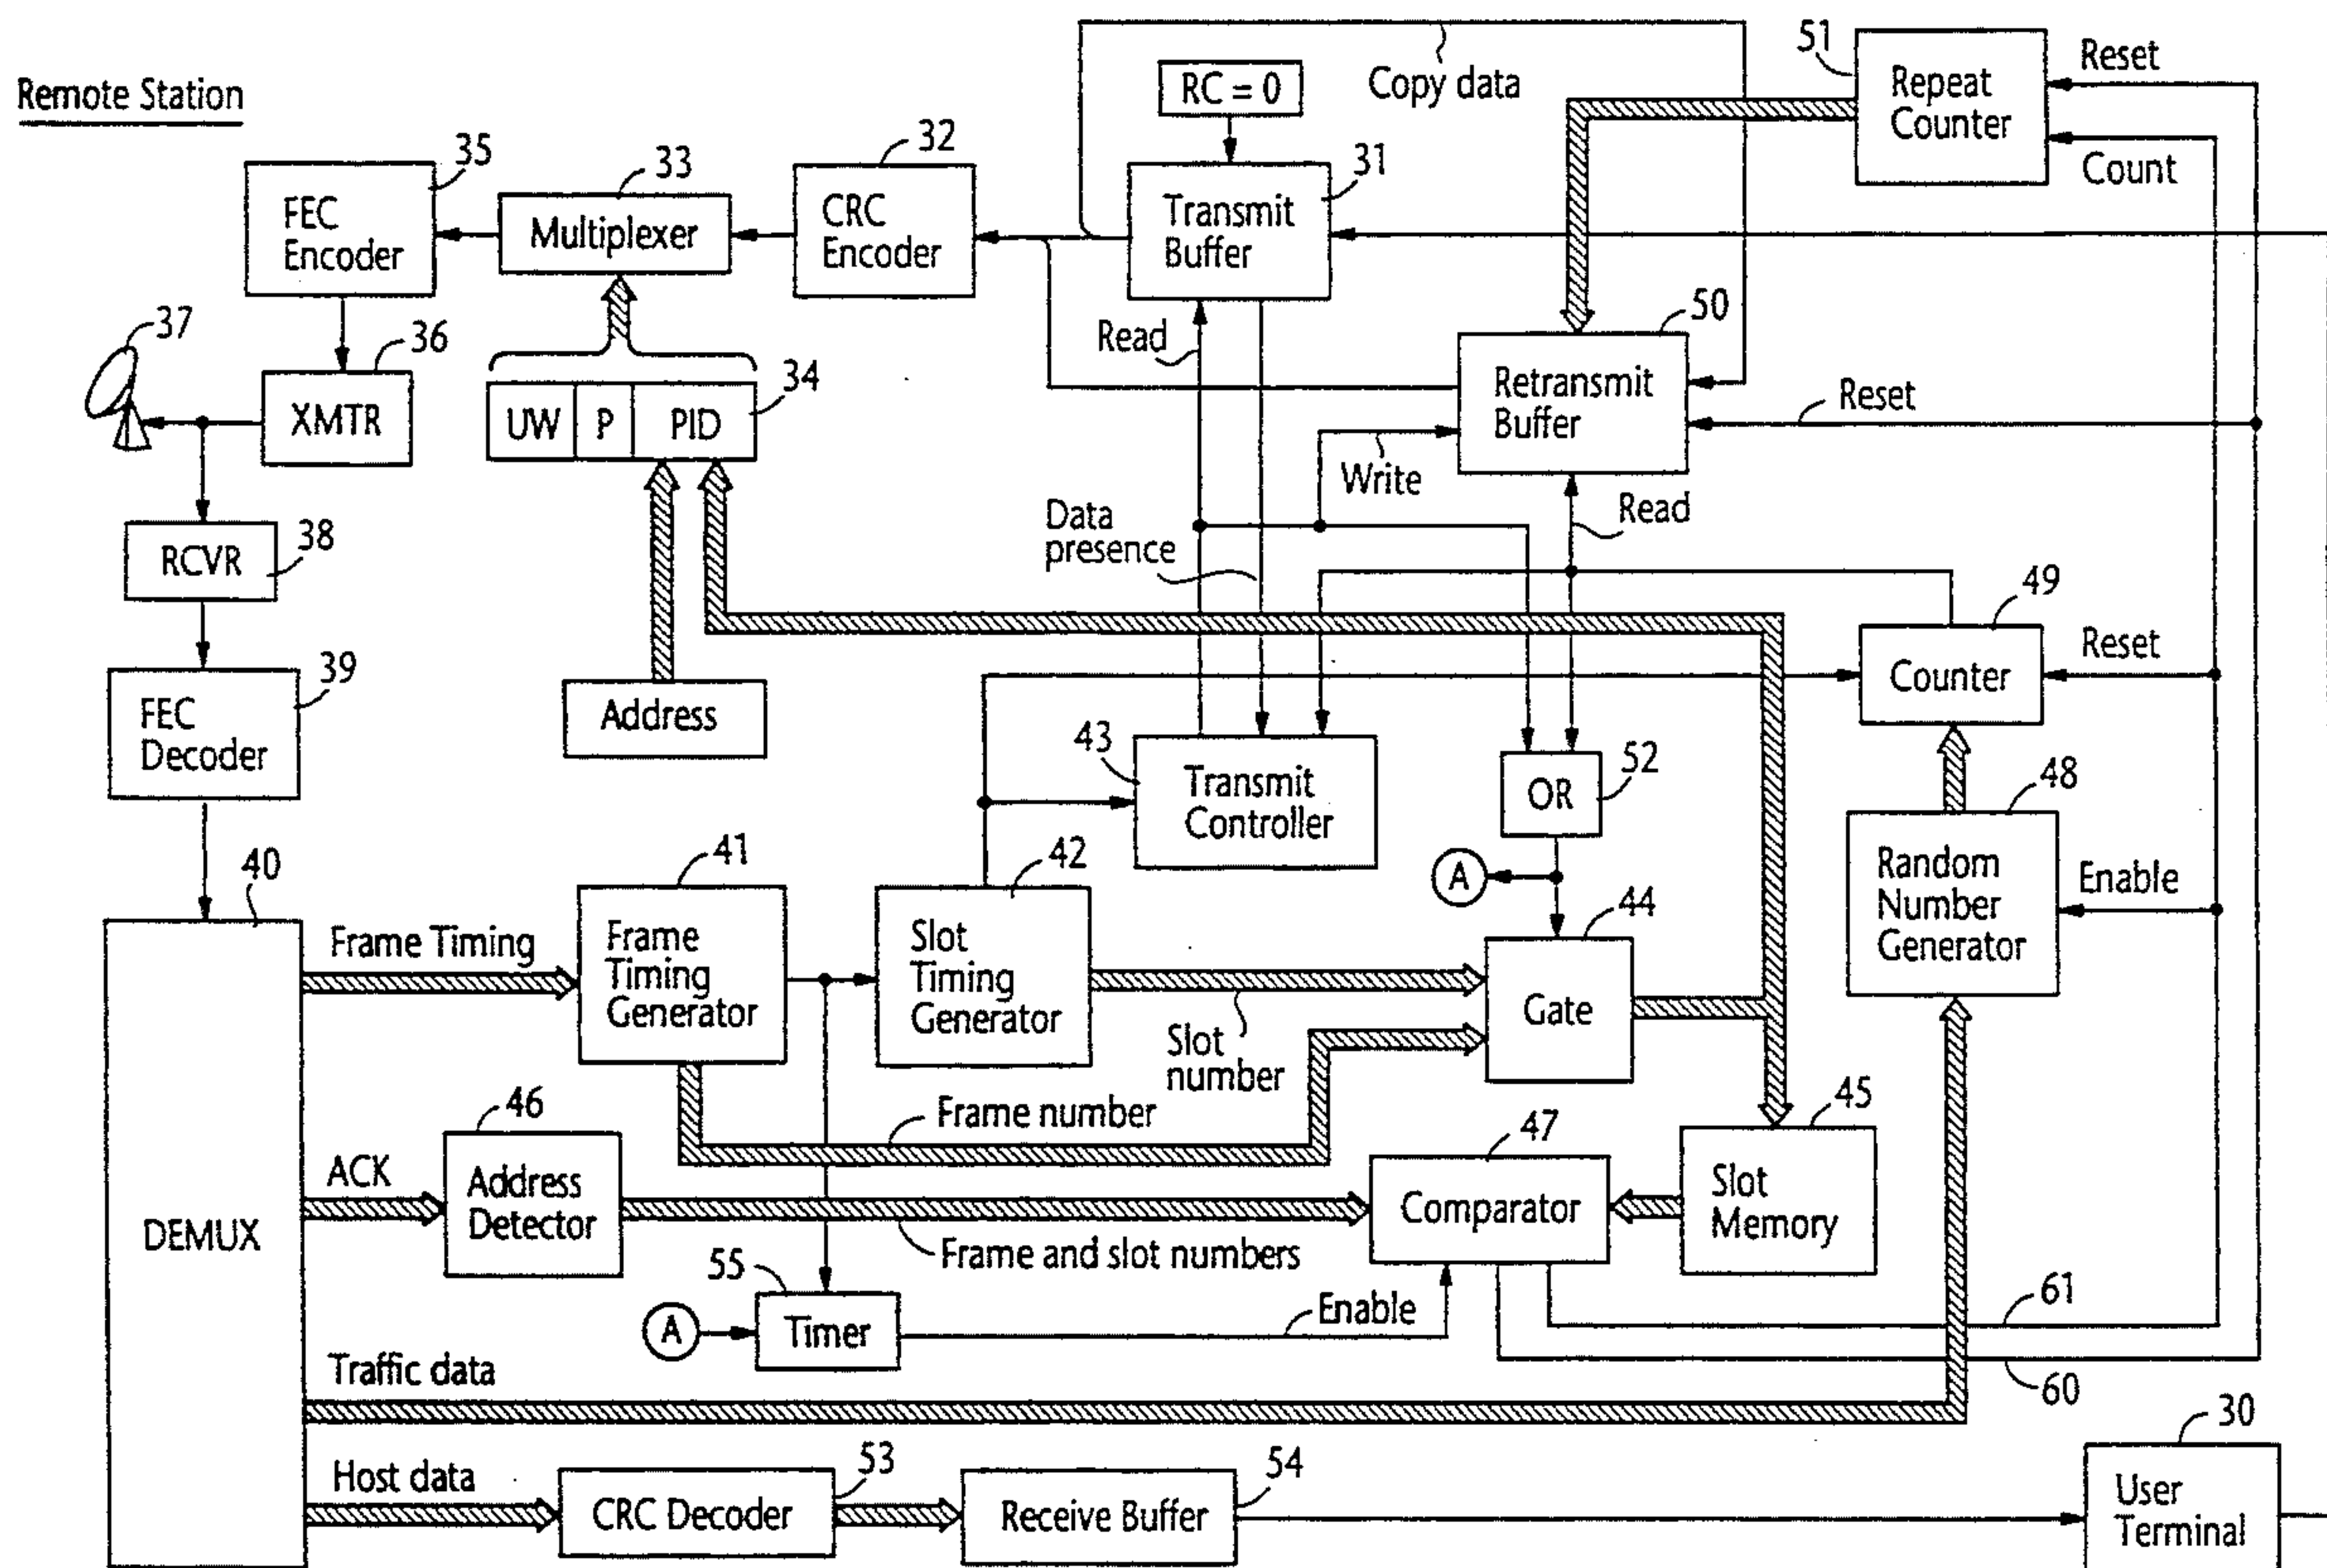 Remote Station
35
FEC
Encoder
33
Multiplexer
32
CRC
Encoder
RC = 0
Copy data
31
Transmit
Buffer
51
Repeat
Counter
Reset
Count
37
36
XMTR
UW
P
PID
34
Read
50
Retransmit
Buffer
Reset
Write
Read
Data
presence
38
RCVR
39
FEC
Decoder
Address
43
Transmit
Controller
OR
52
49
Counter
Reset
48
Random
Number
Generator
Enable
A
40
DEMUX
Frame Timing
41
Frame
Timing
Generator
42
Slot
Timing
Generator
Slot
number
44
Gate
Frame number
46
ACK
Address
Detector
Frame and slot numbers
47
Comparator
45
Slot
Memory
55
A
Timer
Enable
61
60
Traffic data
Host data
53
CRC Decoder
54
Receive Buffer
30
User
Terminal